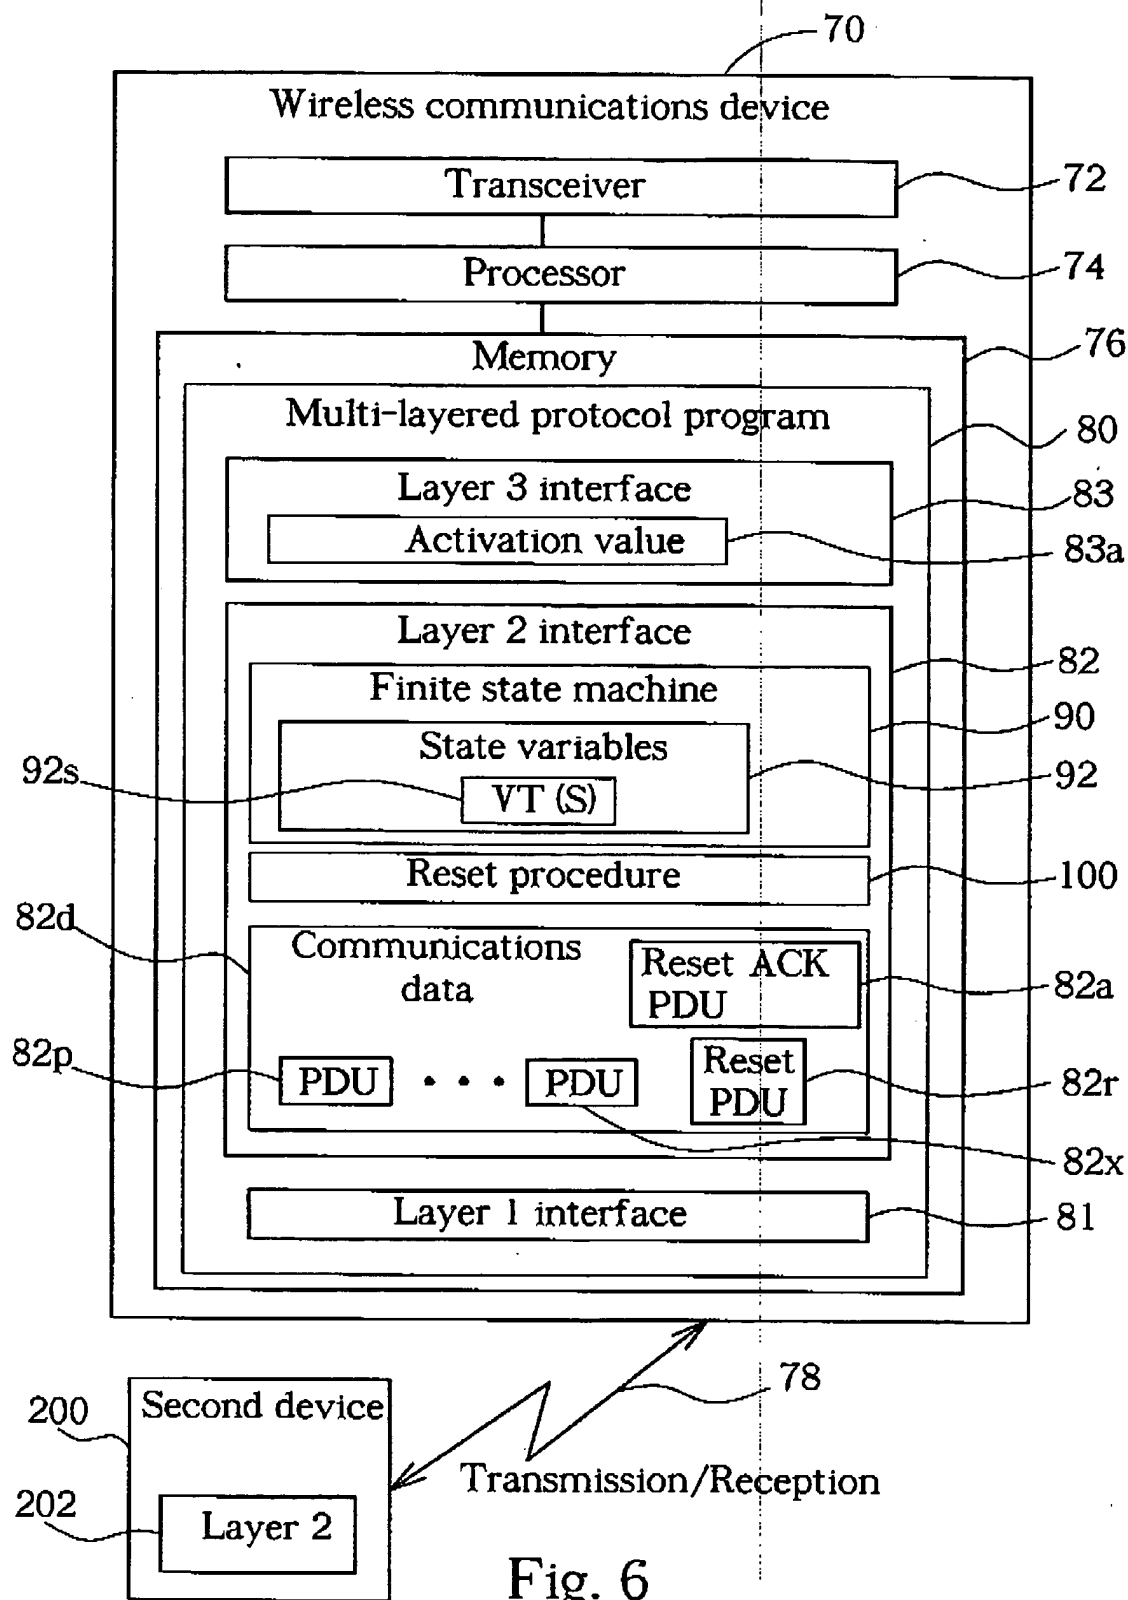 70
Wireless communications device
Transceiver
72
Processor
74
Memory
76
Multi-layered protocol program
80
Layer 3 interface
83
Activation value
83a
Layer 2 interface
82
Finite state machine
90
State variables
92
92s
VT (S)
Reset procedure
100
82d
Communications
data
Reset ACK
PDU
82a
82p
PDU
• • •
PDU
Reset
PDU
82r
82x
Layer 1 interface
81
78
200
Second device
Transmission/Reception
202
Layer 2
Fig. 6